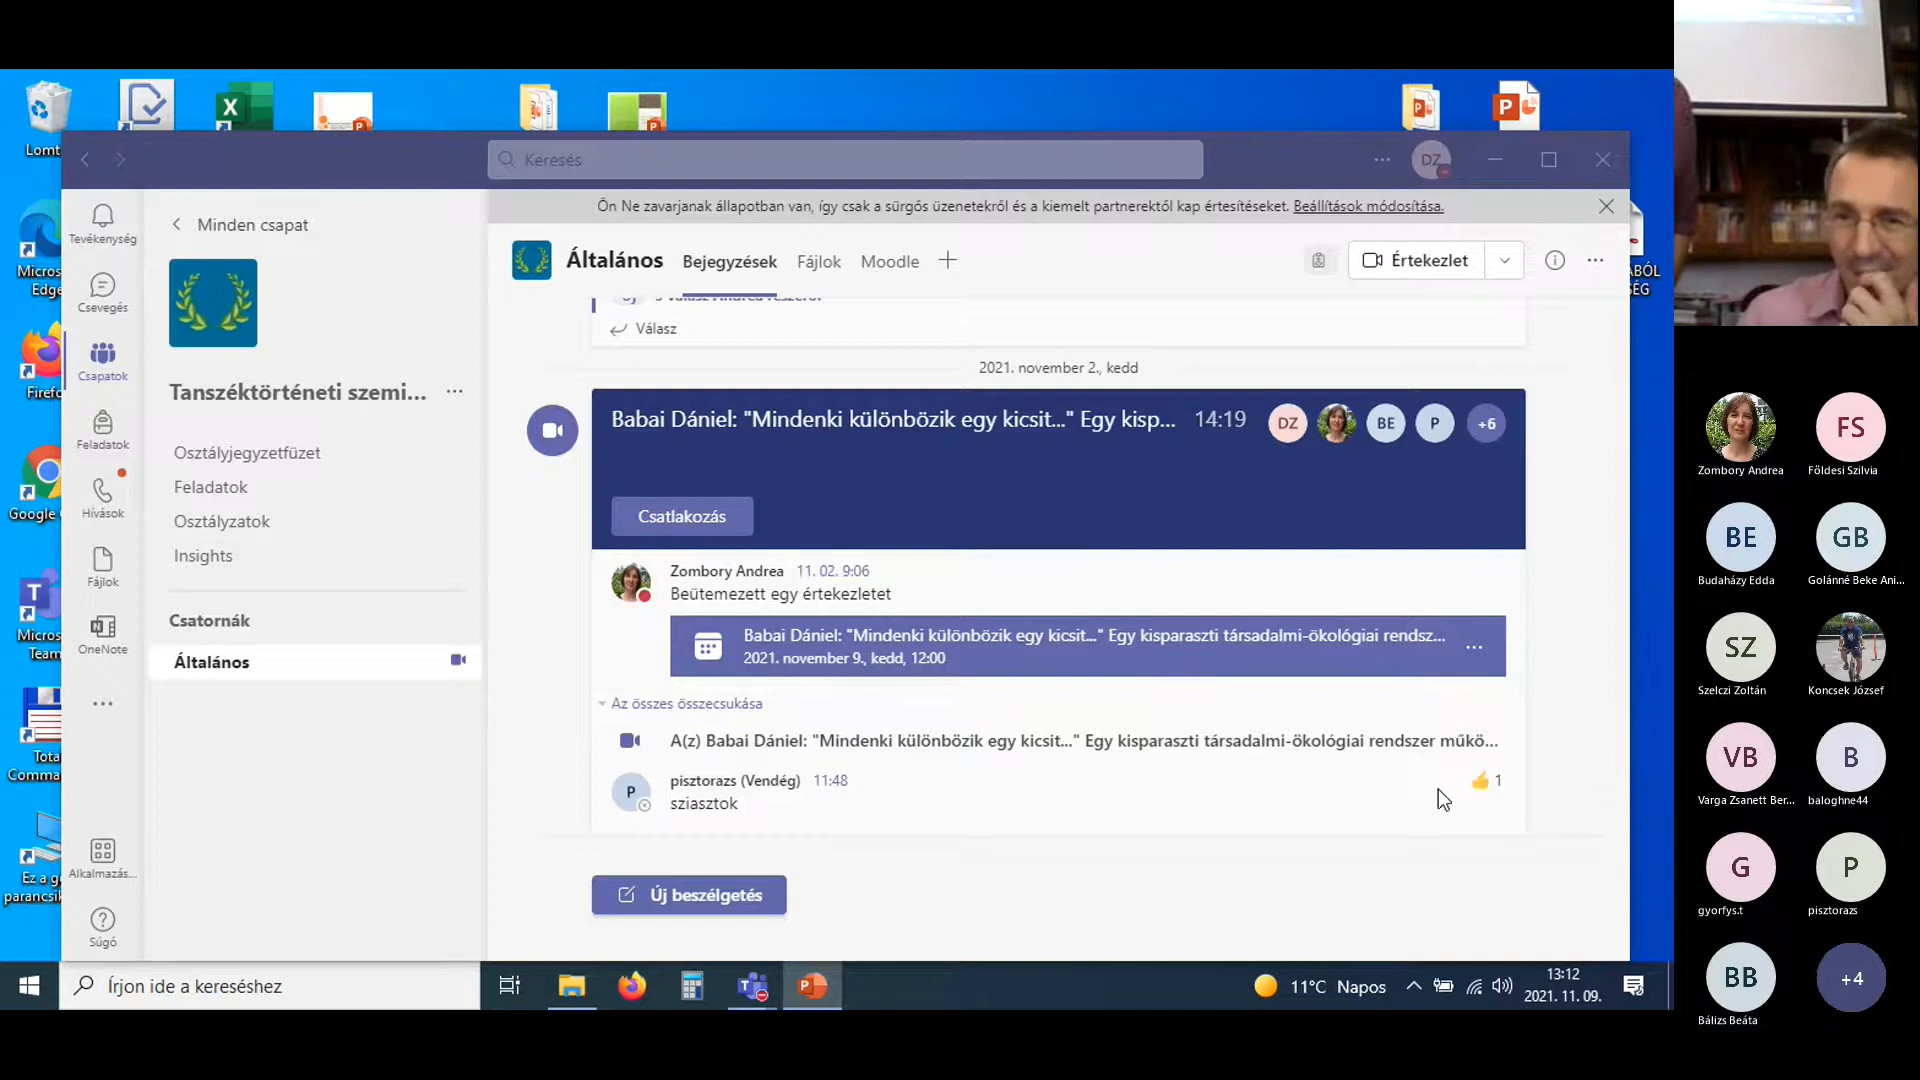 Lomt
Micros
Edge
Firefo
Google
Micros
Team
Tota
Comma
Ez a g
parancsik
Keresés
DZ
Ön Ne zavarjanak állapotban van, így csak a sürgős üzenetekről és a kiemelt partnerektől kap értesítéseket. Beállítások módosítása.
Tevékenység
Csevegés
Csapatok
Feladatok
Hívások
Fájlok
OneNote
Alkalmazás...
Súgó
Minden csapat
Tanszéktörténeti szemi...
Osztályjegyzetfüzet
Feladatok
Osztályzatok
Insights
Csatornák
Általános
Általános Bejegyzések Fájlok Moodle
Értekezlet
Válasz
2021. november 2., kedd
Babai Dániel: "Mindenki különbözik egy kicsit..." Egy kisp... 14:19 DZ BE P +6
Csatlakozás
Zombory Andrea 11. 02. 9:06
Beütemezett egy értekezletet
Babai Dániel: "Mindenki különbözik egy kicsit..." Egy kisparaszti társadalmi-ökológiai rendsz...
2021. november 9., kedd, 12:00
Az összes összecsukása
A(z) Babai Dániel: "Mindenki különbözik egy kicsit..." Egy kisparaszti társadalmi-ökológiai rendszer műkö...
P pisztorazs (Vendég) 11:48
sziasztok
1
Új beszélgetés
Írjon ide a kereséshez
11°C Napos
13:12
2021. 11. 09.
FS
Zombory Andrea Földesi Szilvia
BE GB
Budaházy Edda Golánné Beke Ani...
SZ
Szelczi Zoltán Koncsek József
VB B
Varga Zsanett Ber... baloghne44
G P
gyorfys.t pisztorazs
BB +4
Bálizs Beáta